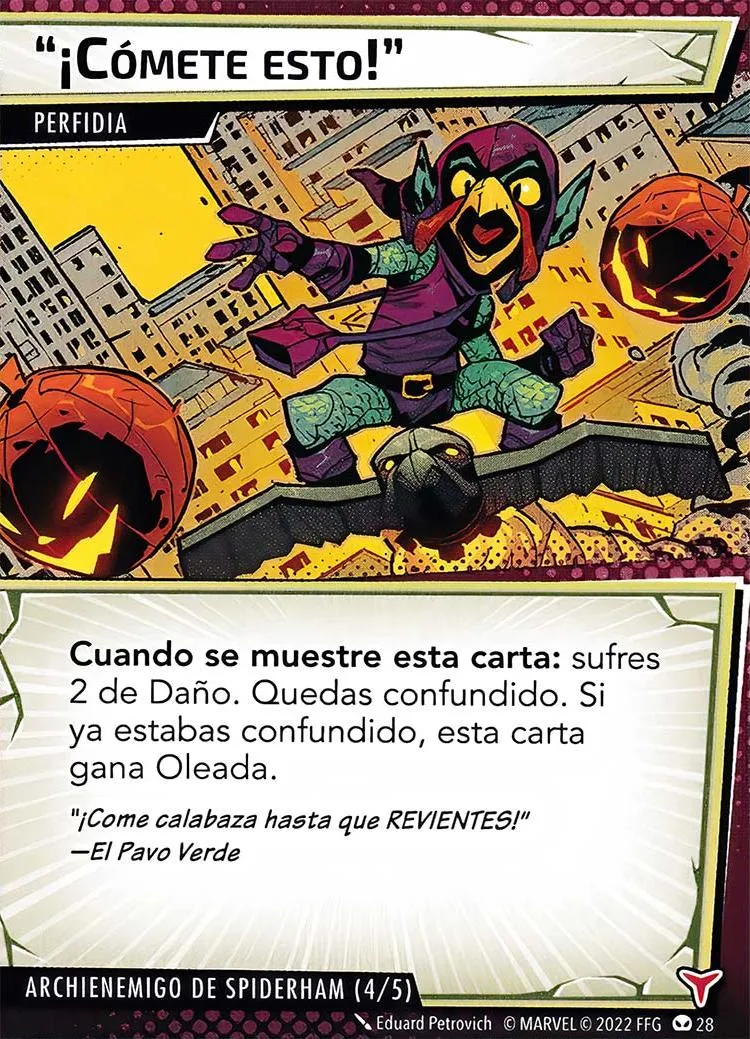 “¡CÓMETE ESTO!”
PERFIDIA
Cuando se muestre esta carta: sufres
2 de Daño. Quedas confundido. Si
ya estabas confundido, esta carta
gana Oleada.
"¡Come calabaza hasta que REVIENTES!"
—El Pavo Verde
ARCHIENEMIGO DE SPIDERHAM (4/5)
Eduard Petrovich © MARVEL © 2022 FFG 28